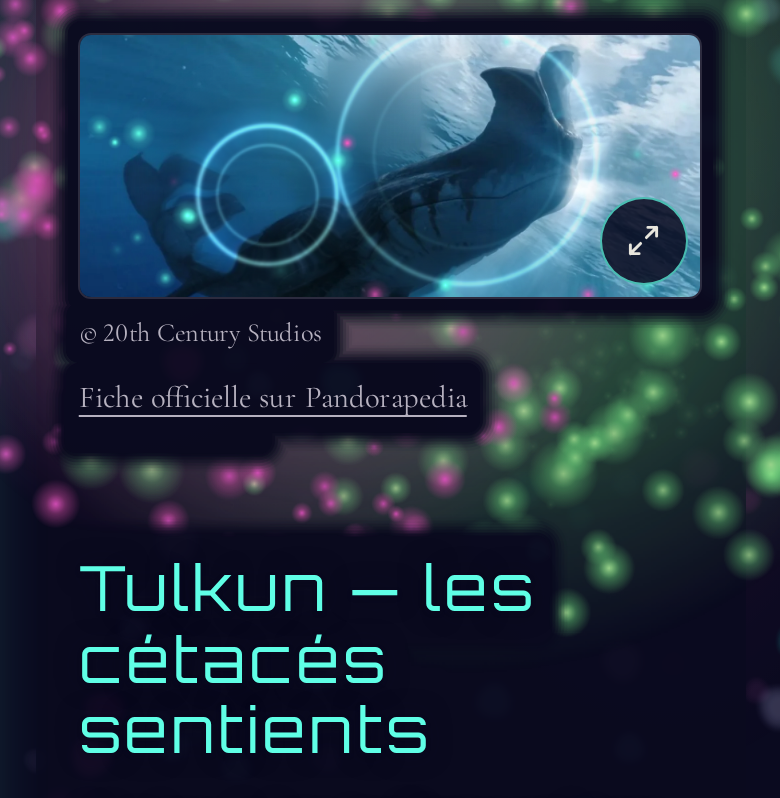 © 20th Century Studios
Fiche officielle sur Pandorapedia
Tulkun — les
cétacés
sentients